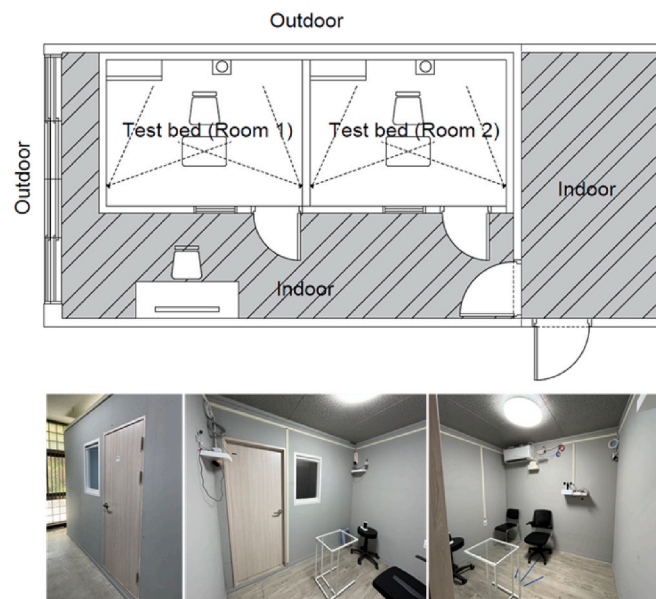 Outdoor
Test bed (Room 1)
Test bed (Room 2)
Outdoor
Indoor
Indoor